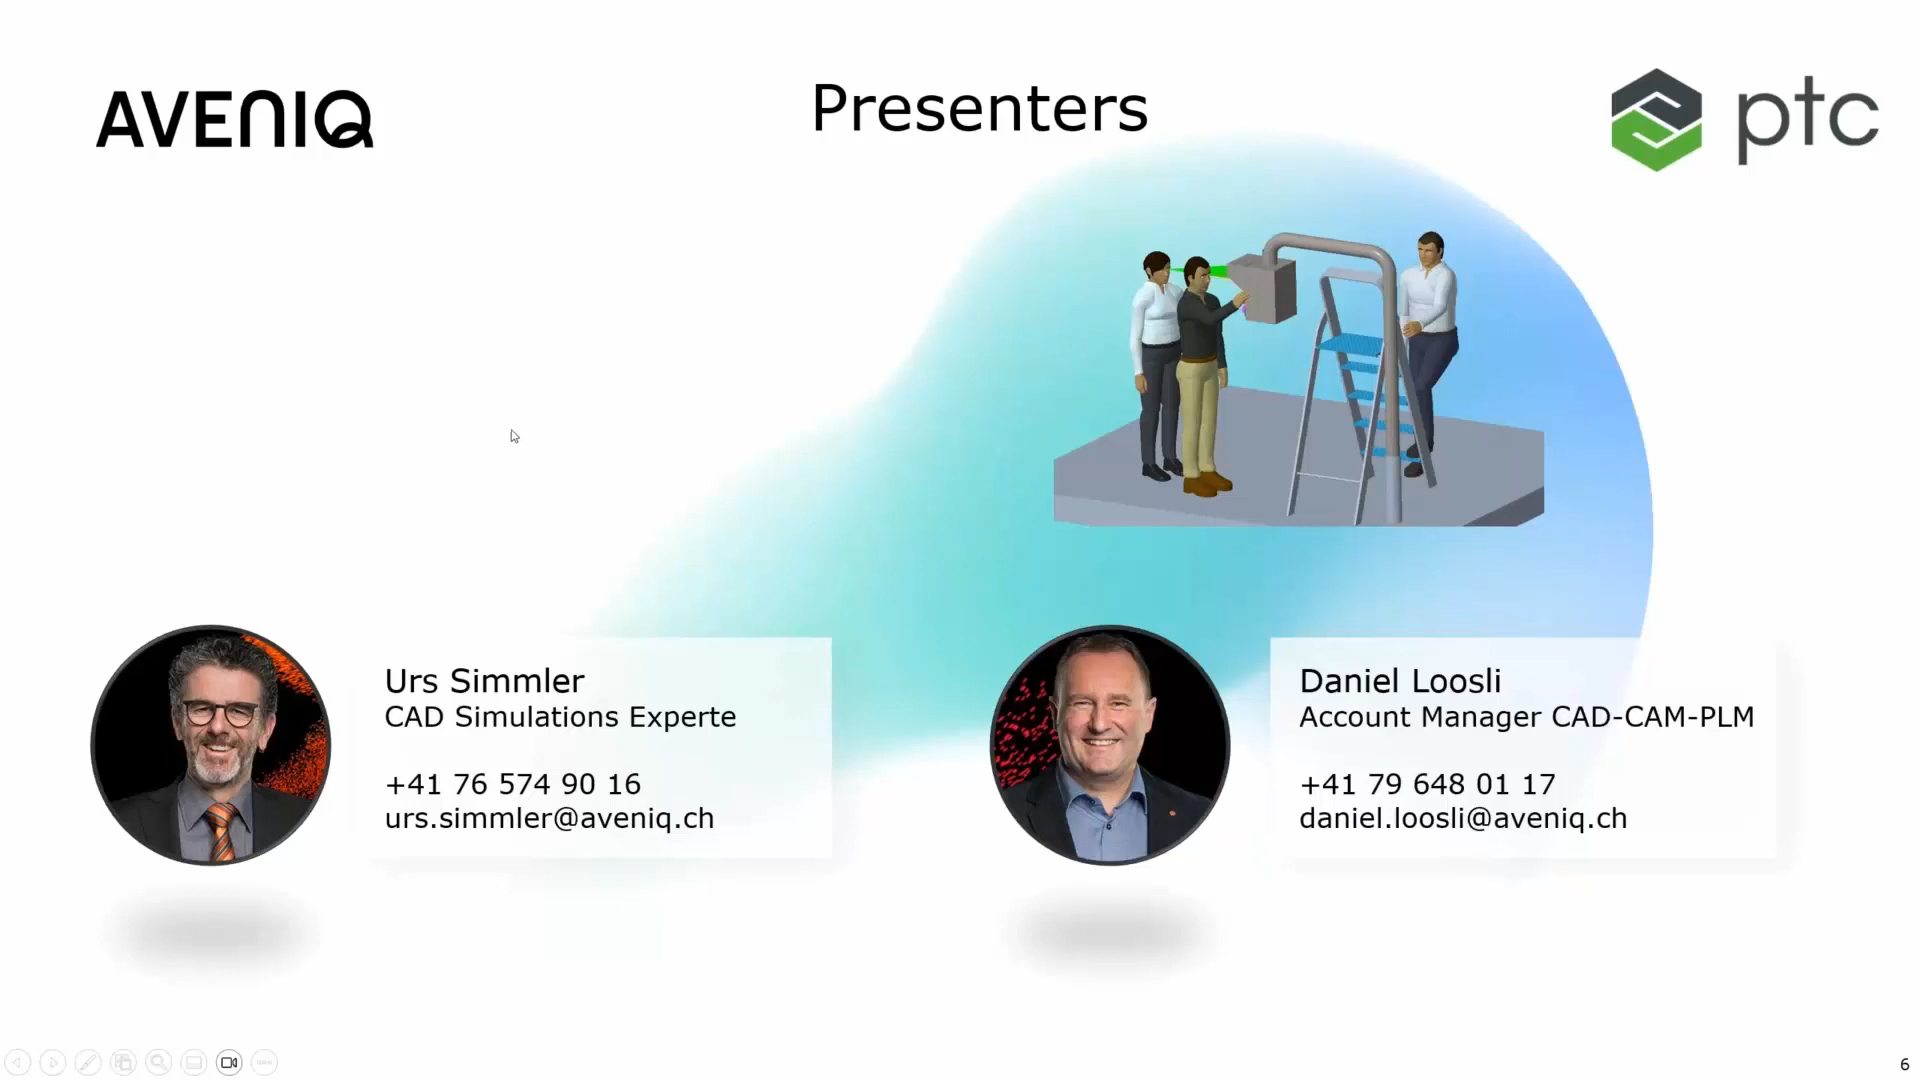 AVENIQ
Presenters
ptc
Urs Simmler
CAD Simulations Experte
+41 76 574 90 16
urs.simmler@aveniq.ch
Daniel Loosli
Account Manager CAD-CAM-PLM
+41 79 648 01 17
daniel.loosli@aveniq.ch
6